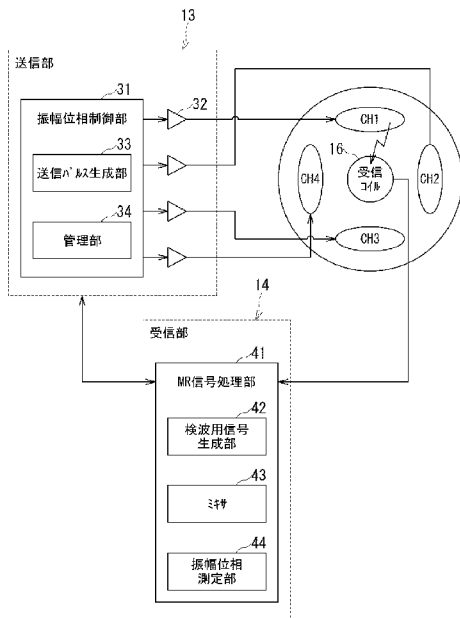 13
送信部
31
振幅位相制御部
32
33
送信パルス生成部
34
管理部
CH1
16
受信
コイル
CH2
CH4
CH3
14
受信部
41
MR信号処理部
42
検波用信号
生成部
43
ミキサ
44
振幅位相
測定部